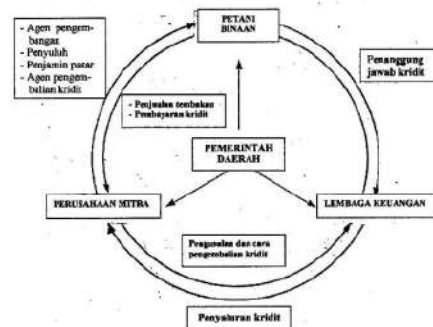 PETANI
BINAAN
- Agen pengem-
bangan
- Penyuluh
- Penjamin patar
- Agen pengem-
balian kridit
Penanggung
jawab kridit
- Penjualan tembakau
- Pembayaran kridit
PEMERINTAH
DAERAH
PERUSAHAAN MITRA
LEMBAGA KEUANGAN
Pengusulan dan cara
pengembalian kridit
Penyaluran kridit